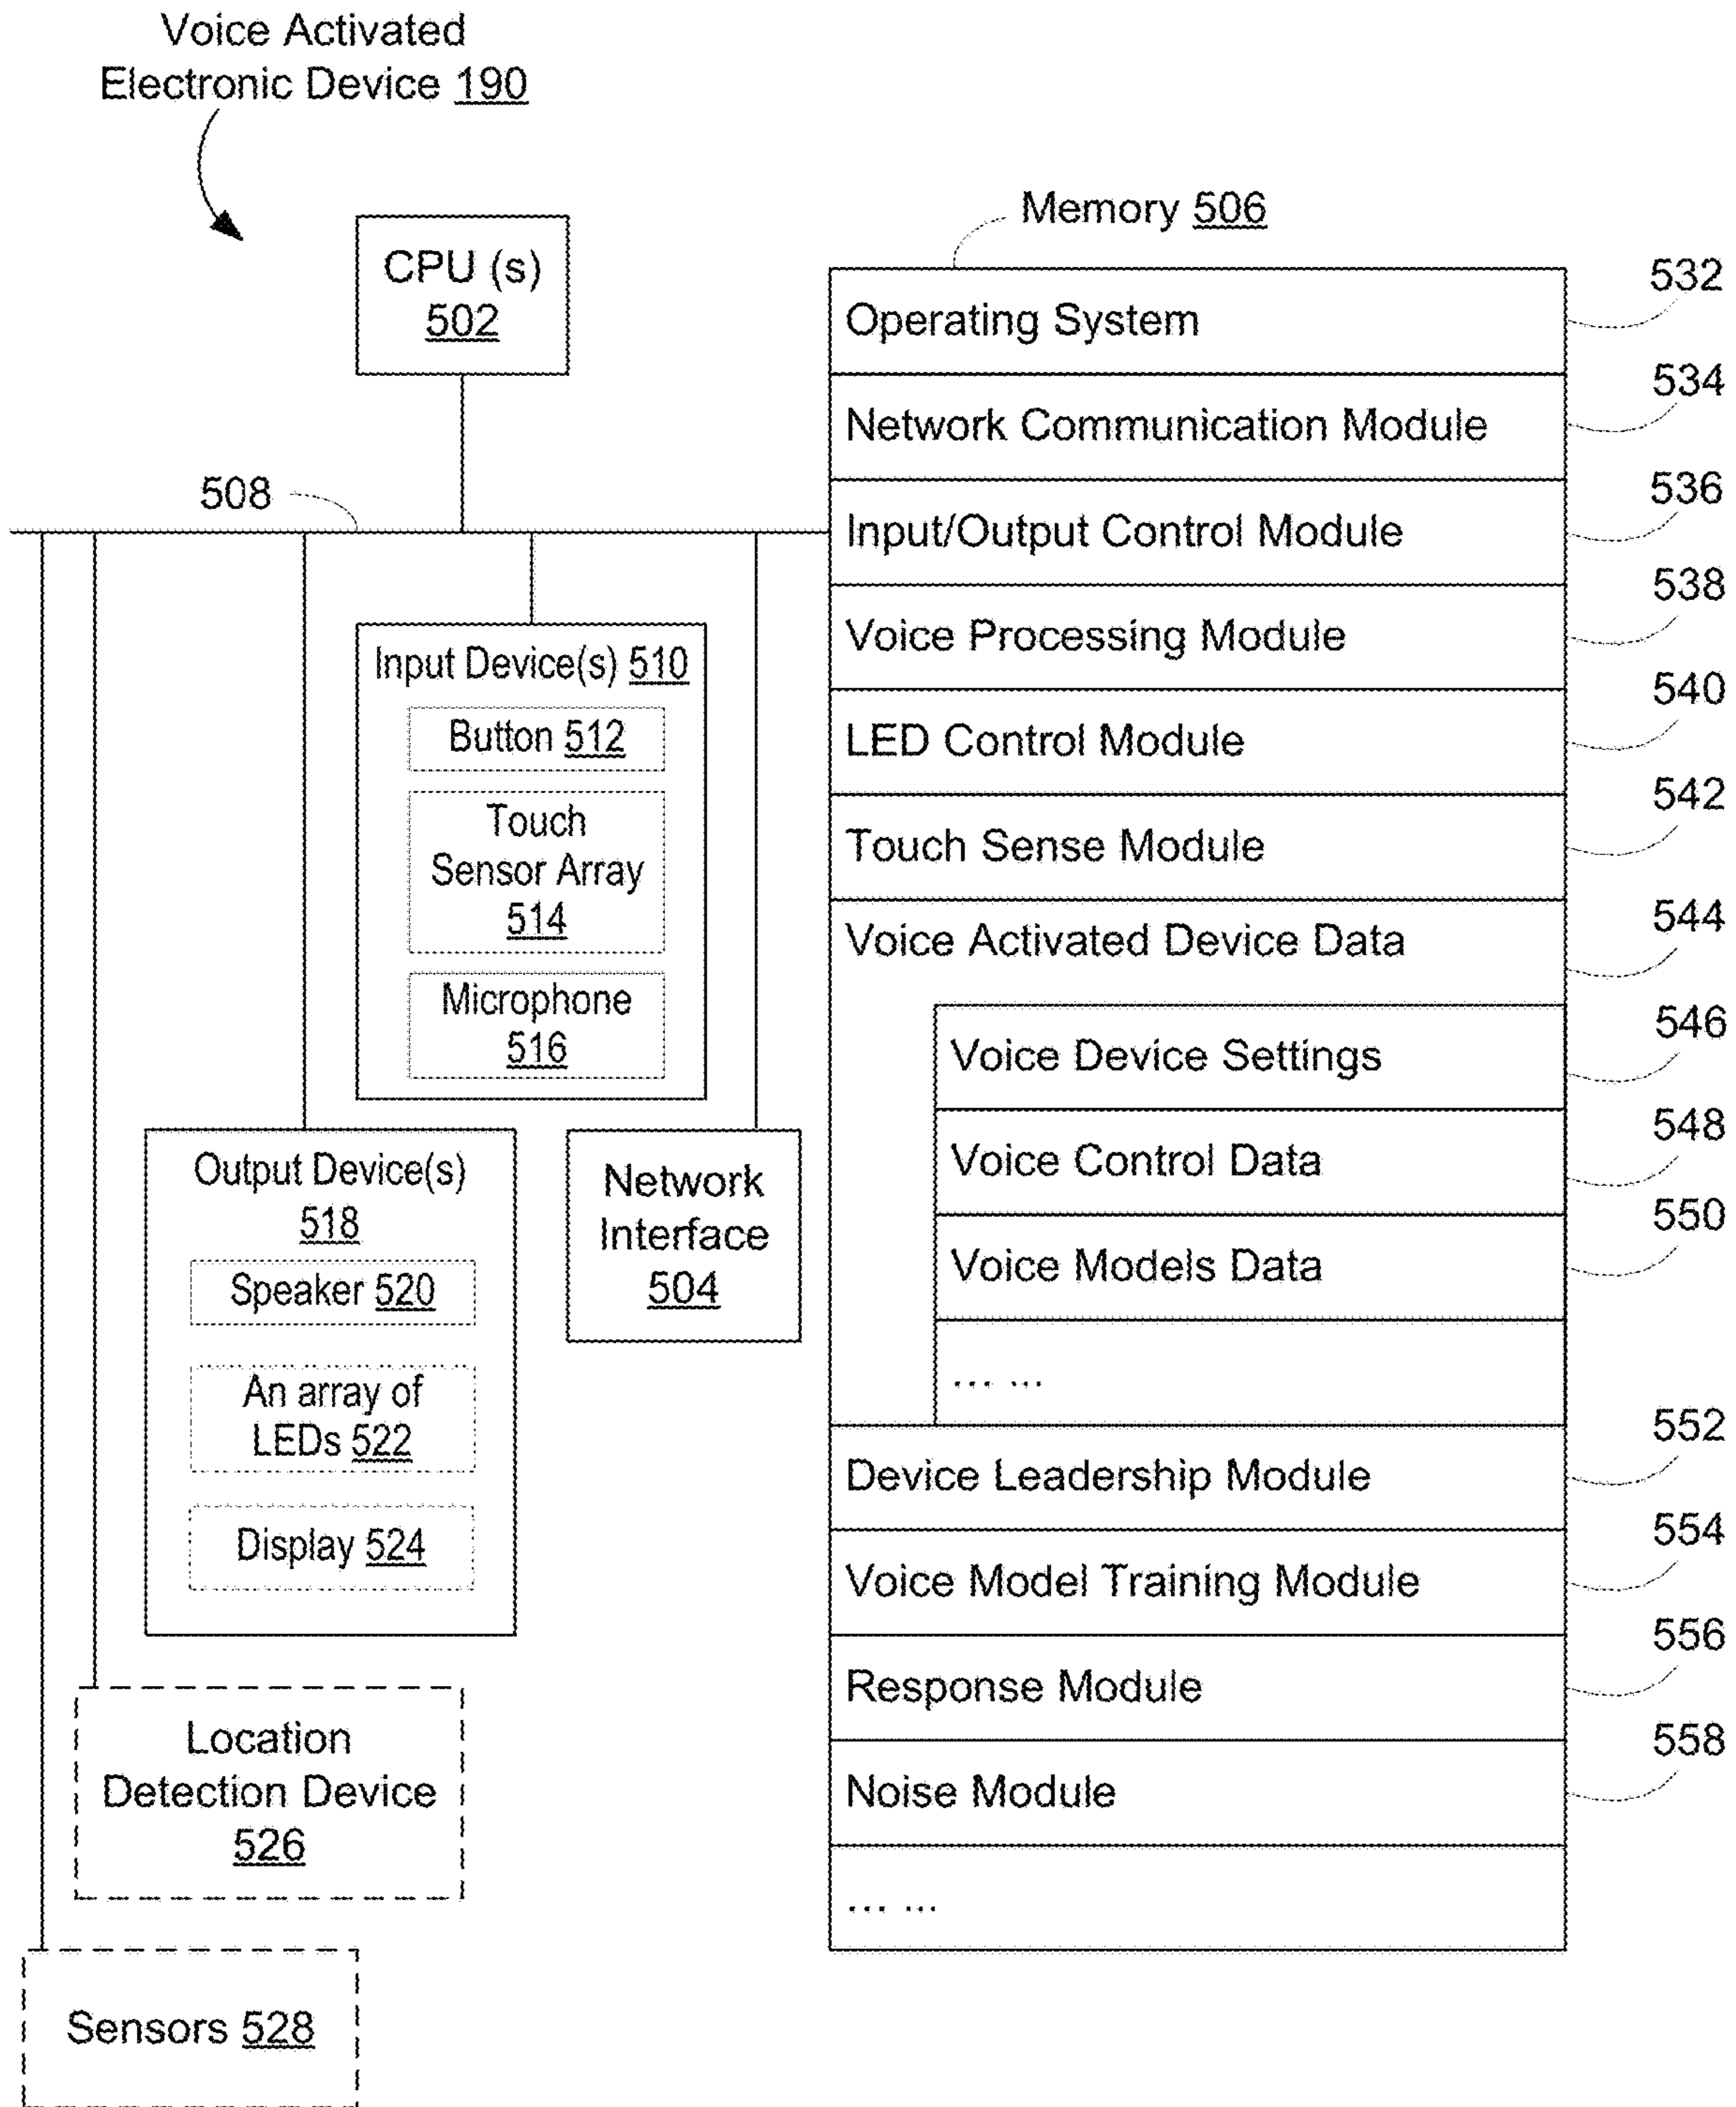 Voice Activated
Electronic Device 190
CPU (s)
502
508
Input Device(s) 510
Button 512
Touch
Sensor Array
514
Microphone
516
Output Device(s)
518
Speaker 520
An array of
LEDs 522
Display 524
Network
Interface
504
Location
Detection Device
526
Sensors 528
Memory 506
Operating System
532
Network Communication Module
534
Input/Output Control Module
536
Voice Processing Module
538
LED Control Module
540
Touch Sense Module
542
Voice Activated Device Data
544
Voice Device Settings
546
Voice Control Data
548
Voice Models Data
550
... ...
Device Leadership Module
552
Voice Model Training Module
554
Response Module
556
Noise Module
558
... ...